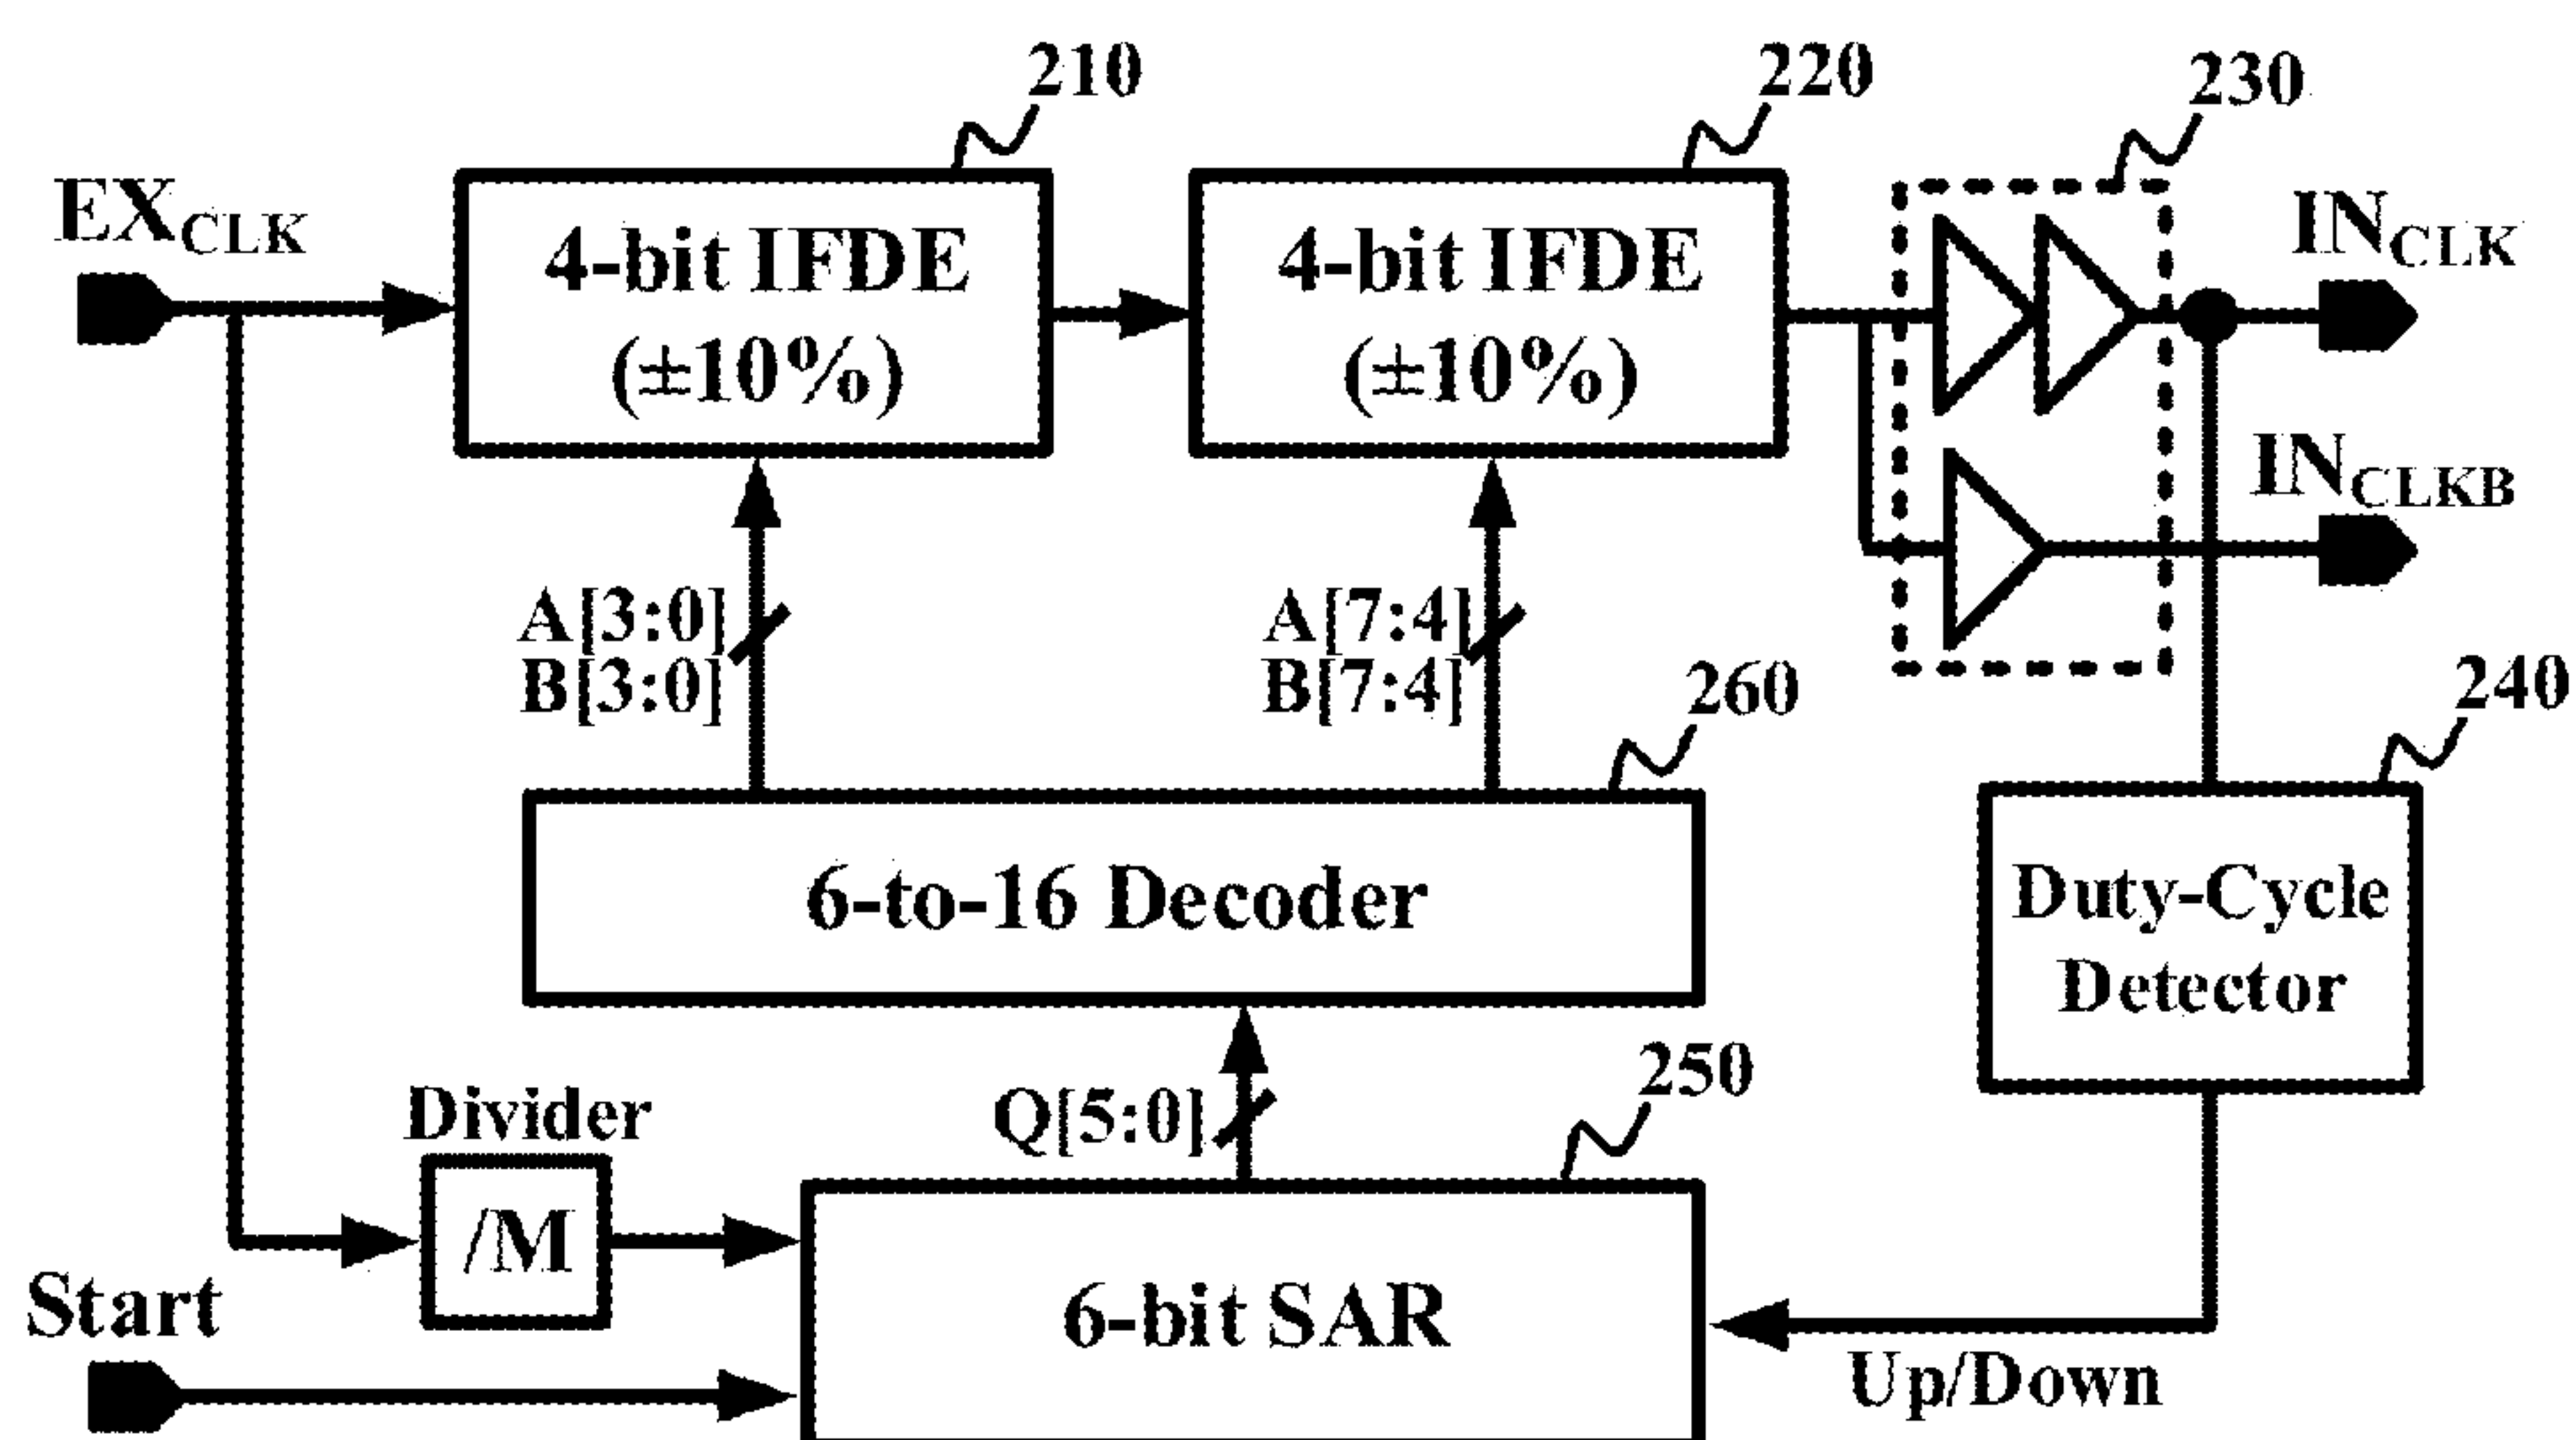 210
220
230
EXCLK
4-bit IFDE
(±10%)
4-bit IFDE
(±10%)
INCLK
INCLKB
A[3:0]
B[3:0]
A[7:4]
B[7:4]
260
240
6-to-16 Decoder
Duty-Cycle
Detector
250
Q[5:0]
Divider
/M
Start
6-bit SAR
Up/Down